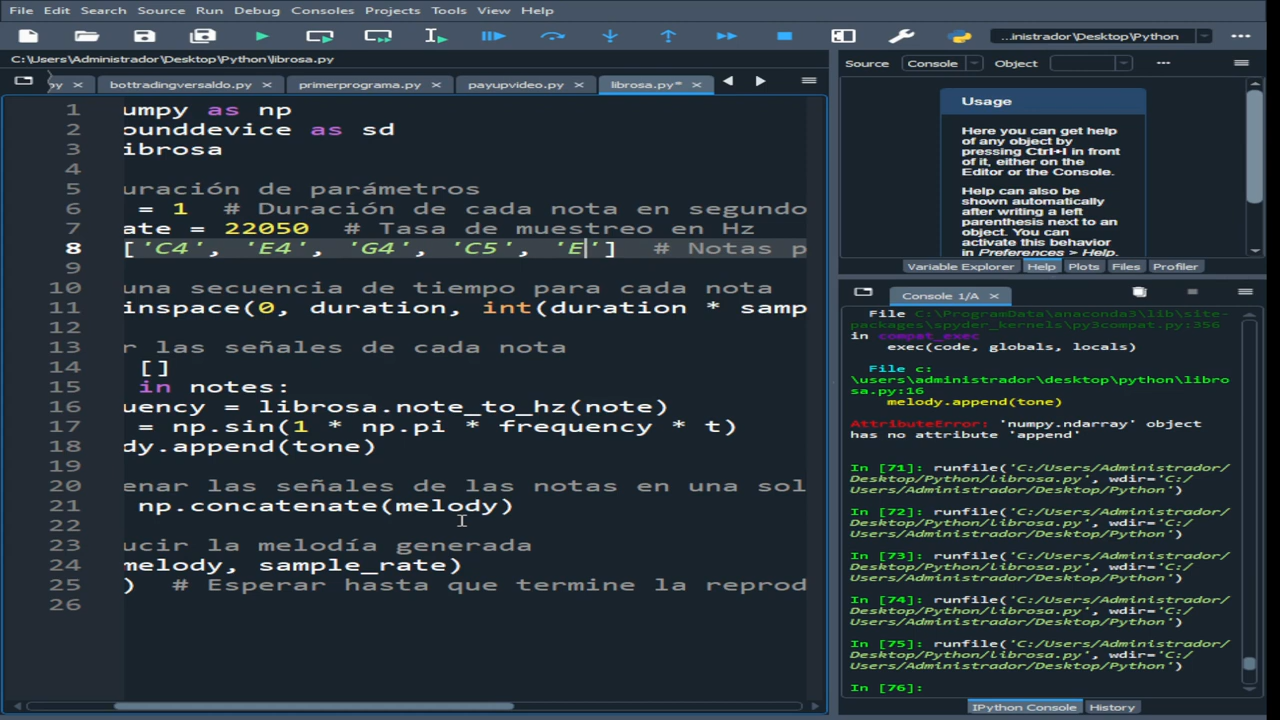 File Edit Search Source Run Debug Consoles Projects Tools View Help
...inistrador\Desktop\Python
C:\Users\Administrador\Desktop\Python\librosa.py
py bottradingversaldo.py primerprograma.py payupvideo.py librosa.py*
1 umpy as np
2 ounddevice as sd
3 ibrosa
4
5 uración de parámetros
6 = 1 # Duración de cada nota en segundo
7 ate = 22050 # Tasa de muestreo en Hz
8 ['C4', 'E4', 'G4', 'C5', 'E'] # Notas p
9
10 una secuencia de tiempo para cada nota
11 inspace(0, duration, int(duration * samp
12
13 r las señales de cada nota
14 []
15 in notes:
16 uency = librosa.note_to_hz(note)
17 = np.sin(1 * np.pi * frequency * t)
18 dy.append(tone)
19
20 enar las señales de las notas en una sol
21 np.concatenate(melody)
22
23 ucir la melodía generada
24 melody, sample_rate)
25 ) # Esperar hasta que termine la reprod
26
Source Console Object
Usage
Here you can get help
of any object by
pressing Ctrl+I in front
of it, either on the
Editor or the Console.
Help can also be
shown automatically
after writing a left
parenthesis next to an
object. You can
activate this behavior
in Preferences > Help.
Variable Explorer Help Plots Files Profiler
Console 1/A
File C:\ProgramData\anaconda3\lib\site-
packages\spyder_kernels\py3compat.py:356
in compat_exec
exec(code, globals, locals)
File c:
\users\administrador\desktop\python\libro
sa.py:16
melody.append(tone)
AttributeError: 'numpy.ndarray' object
has no attribute 'append'
In [71]: runfile('C:/Users/Administrador/
Desktop/Python/librosa.py', wdir='C:/
Users/Administrador/Desktop/Python')
In [72]: runfile('C:/Users/Administrador/
Desktop/Python/librosa.py', wdir='C:/
Users/Administrador/Desktop/Python')
In [73]: runfile('C:/Users/Administrador/
Desktop/Python/librosa.py', wdir='C:/
Users/Administrador/Desktop/Python')
In [74]: runfile('C:/Users/Administrador/
Desktop/Python/librosa.py', wdir='C:/
Users/Administrador/Desktop/Python')
In [75]: runfile('C:/Users/Administrador/
Desktop/Python/librosa.py', wdir='C:/
Users/Administrador/Desktop/Python')
In [76]:
IPython Console History